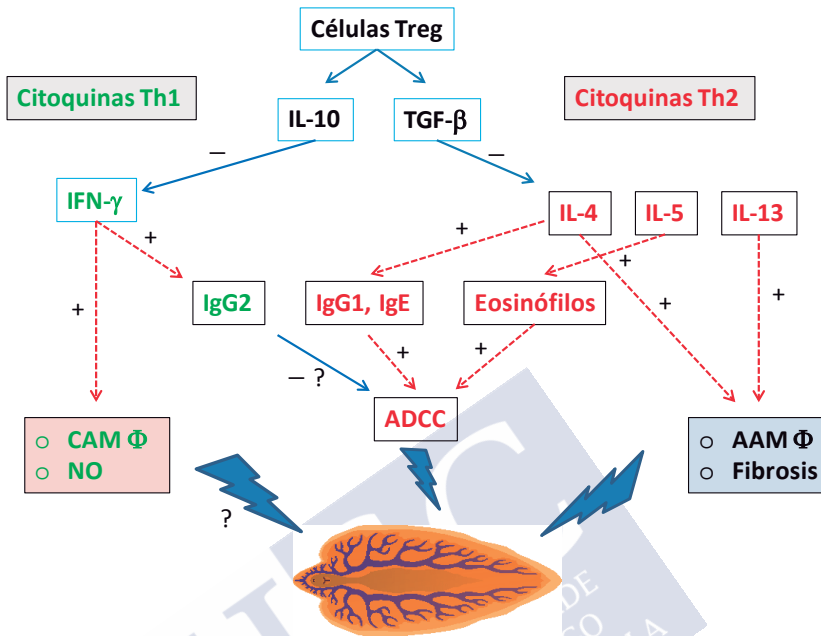 Células Treg
Citoquinas Th1
IL-10
TGF-β
Citoquinas Th2
–
–
IFN-γ
IL-4
IL-5
IL-13
+
+
+
+
+
IgG2
IgG1, IgE
Eosinófilos
+
+
+
– ?
ADCC
o CAM Φ
o NO
o AAM Φ
o Fibrosis
?
DE